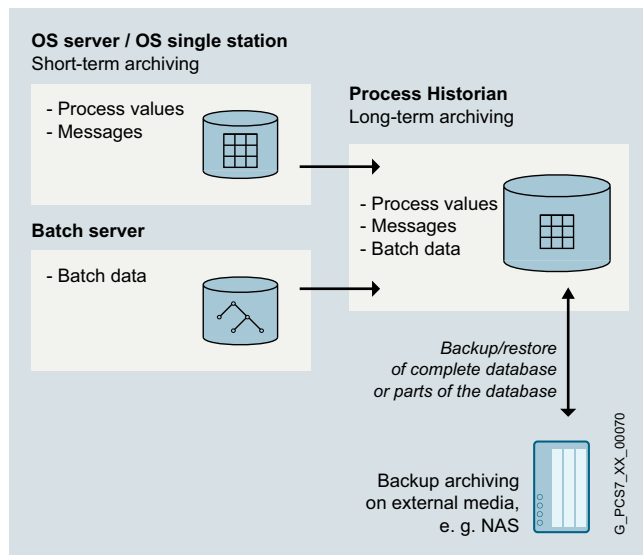 OS server / OS single station
Short-term archiving
- Process values
- Messages
Batch server
- Batch data
Process Historian
Long-term archiving
- Process values
- Messages
- Batch data
Backup/restore
of complete database
or parts of the database
Backup archiving
on external media,
e. g. NAS
G_PCS7_XX_00070